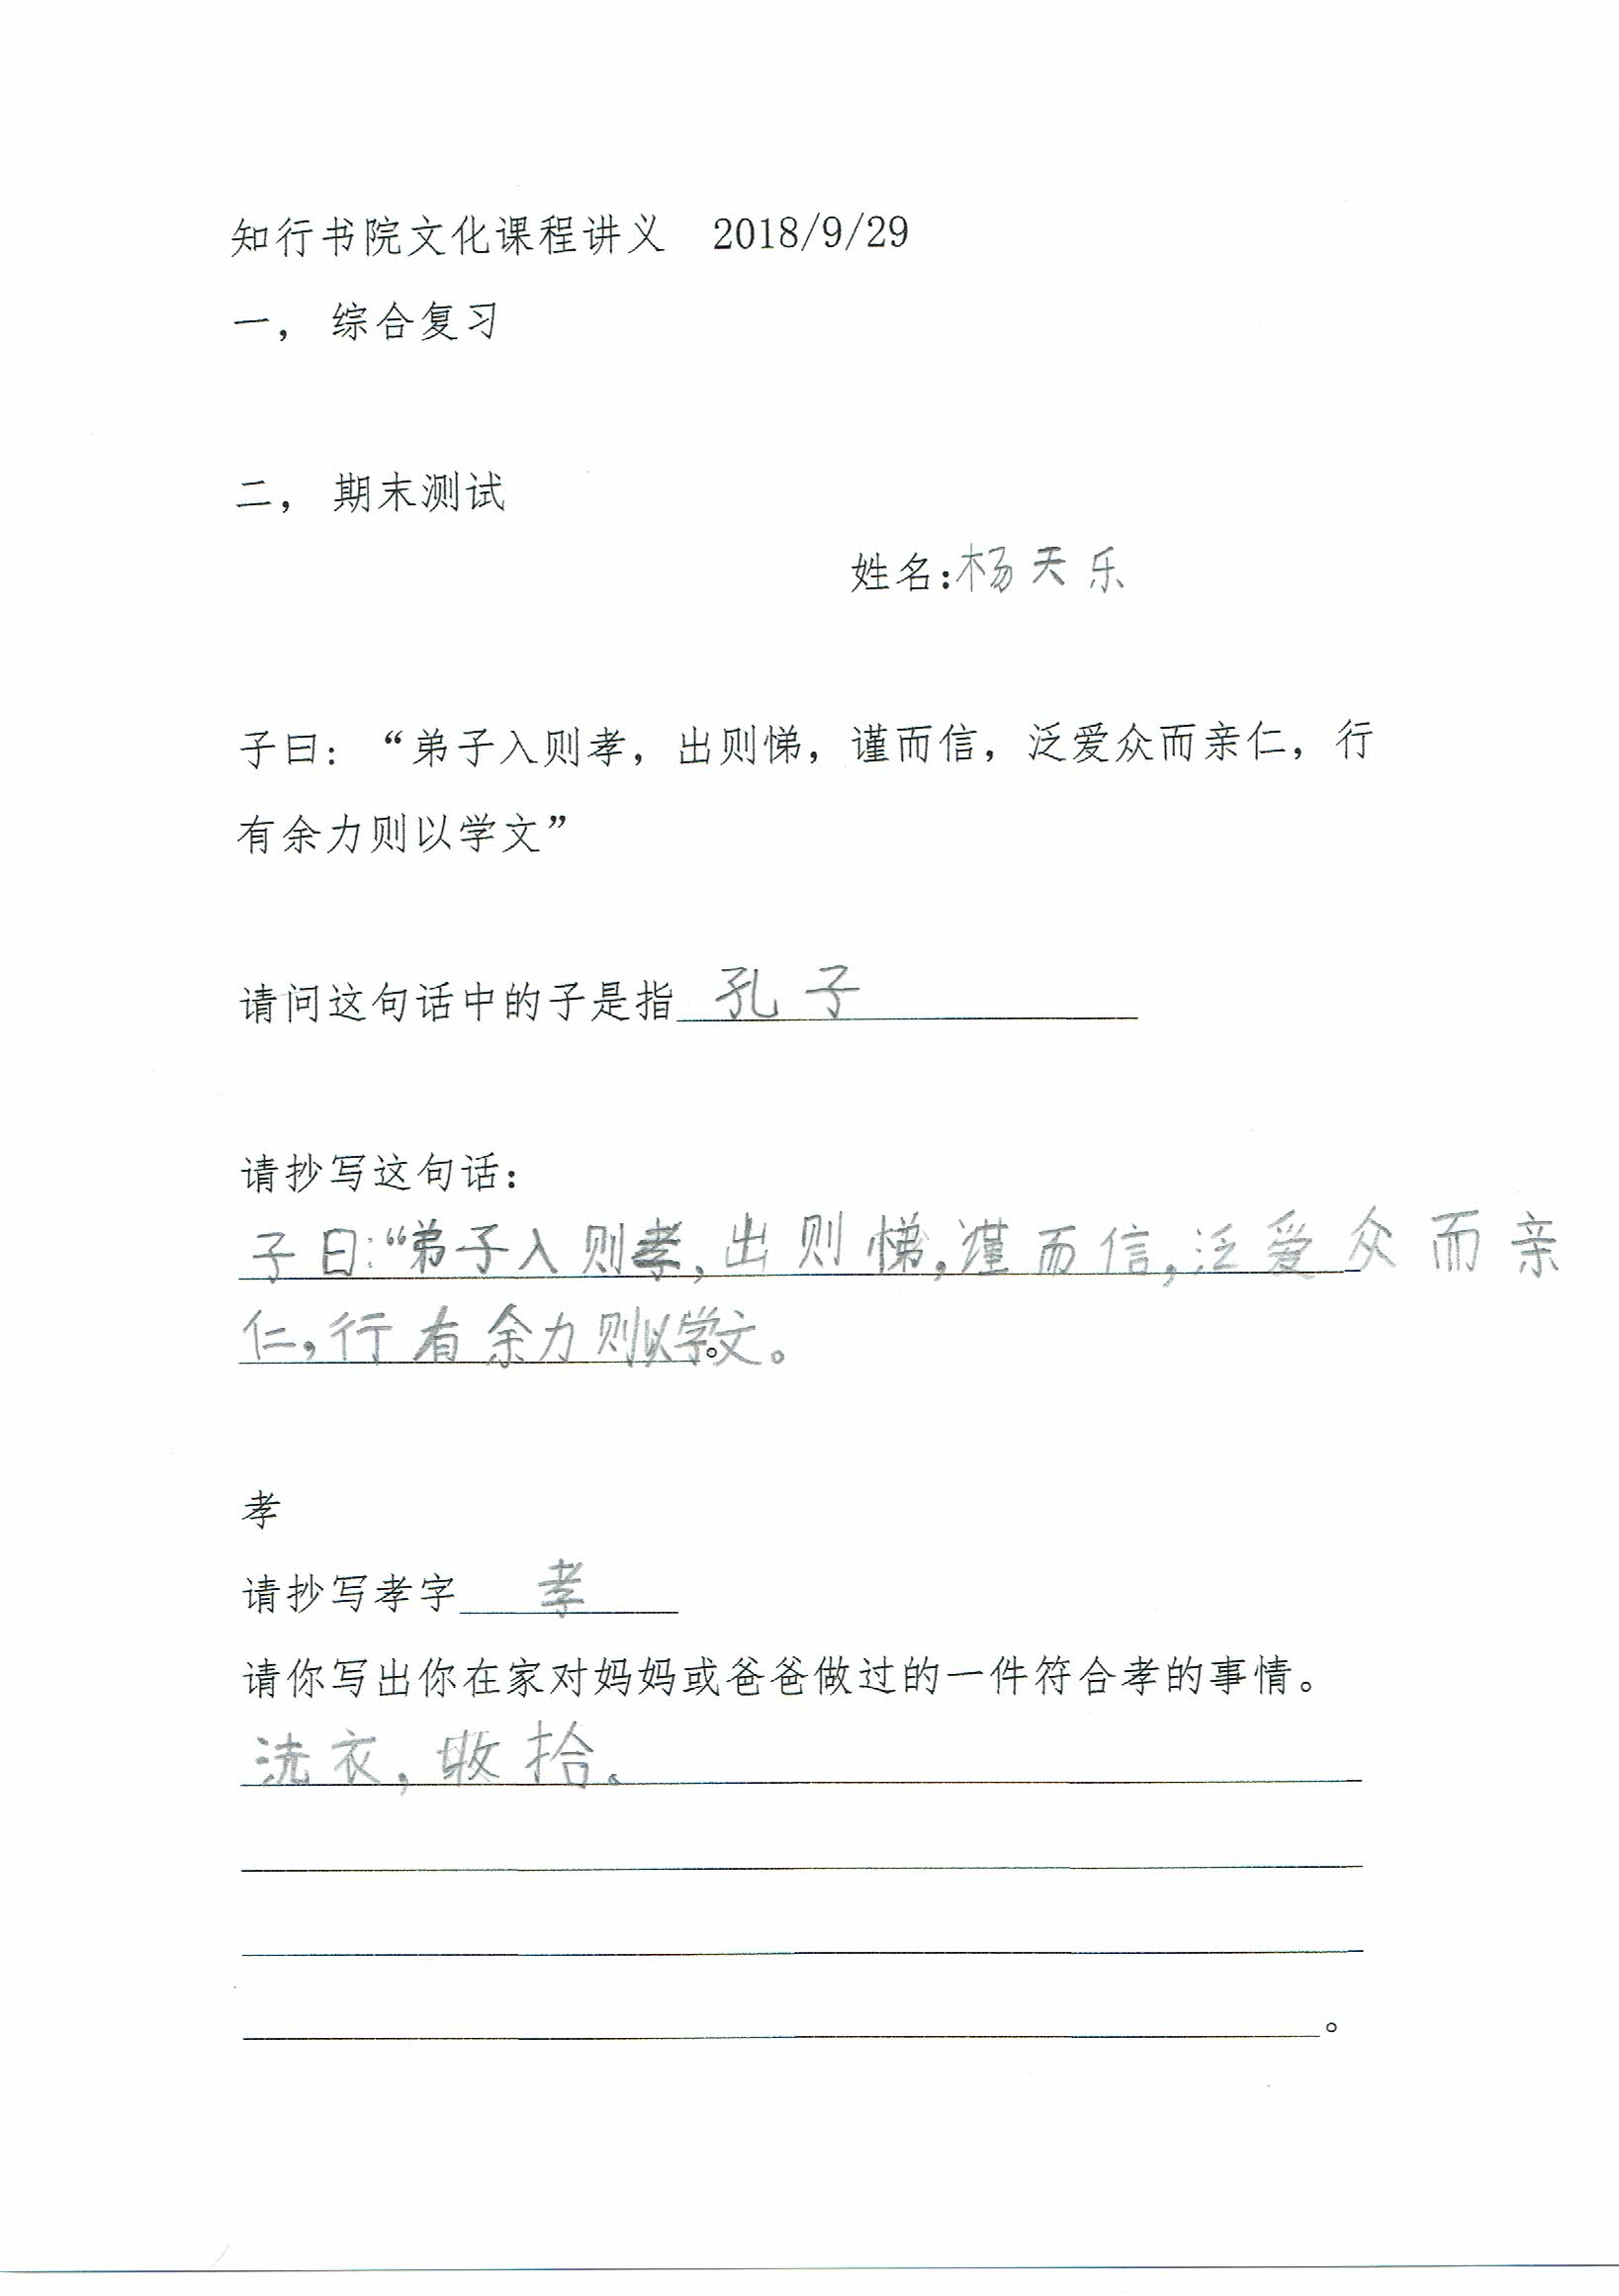 知行书院文化课程讲义 2018/9/29
一， 综合复习
二， 期末测试
姓名:杨天乐
子曰：“弟子入则孝，出则悌，谨而信，泛爱众而亲仁，行
有余力则以学文”
请问这句话中的子是指孔子
请抄写这句话：
子曰：“弟子入则孝，出则悌，谨而信，泛爱众而亲
仁，行有余力则以学文。。
孝
请抄写孝字 孝
请你写出你在家对妈妈或爸爸做过的一件符合孝的事情。
洗衣，收拾。
。